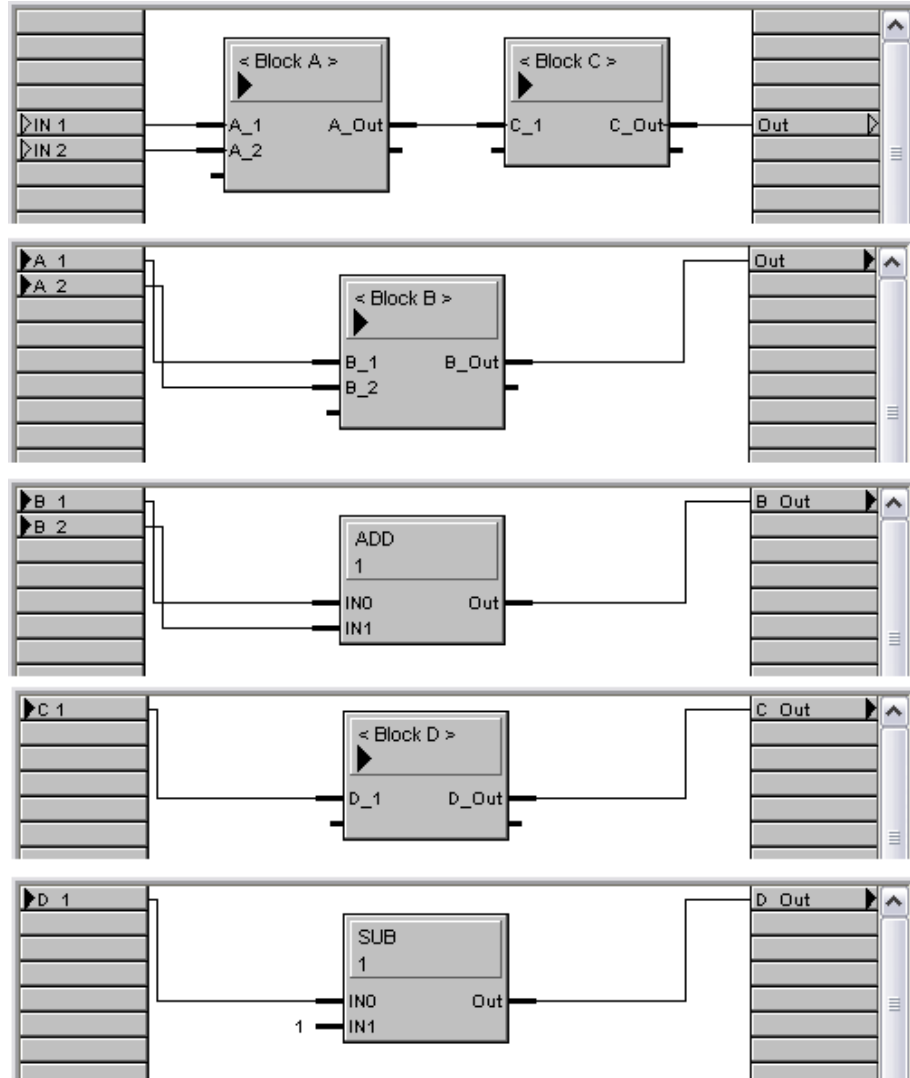 < Block A >
< Block C >
IN 1
A_1 A_Out
C_1 C_Out
Out
IN 2
A_2
A 1
Out
A 2
< Block B >
B_1 B_Out
B_2
B 1
B Out
B 2
ADD
1
IN0 Out
IN1
C 1
C Out
< Block D >
D_1 D_Out
D 1
D Out
SUB
1
IN0 Out
1 IN1